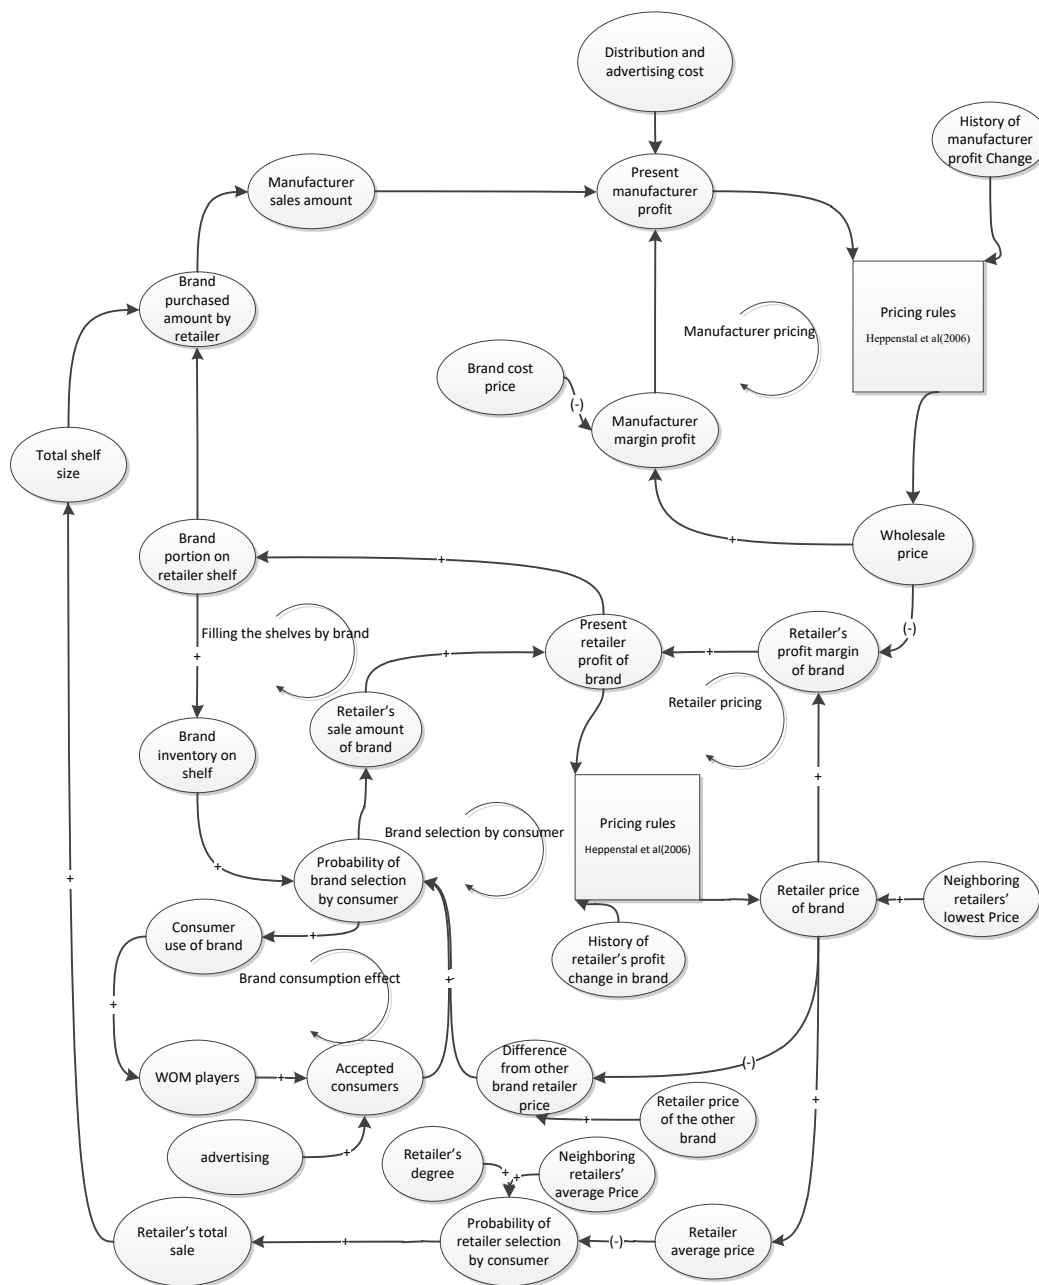 Distribution and
advertising cost
History of
manufacturer
profit Change
Manufacturer
sales amount
Present
manufacturer
profit
Brand
purchased
amount by
retailer
Pricing rules
Heppenstal et al(2006)
Manufacturer pricing
Brand cost
price
(-)
Manufacturer
margin profit
Total shelf
size
Brand
portion on
retailer shelf
+
+
Wholesale
price
(-)
Filling the shelves by brand
+
+
Present
retailer
profit of
brand
+
Retailer's
profit margin
of brand
Retailer pricing
Retailer's
sale amount
of brand
Brand
inventory on
shelf
+
Brand selection by consumer
Pricing rules
Heppenstal et al(2006)
+
Probability of
brand selection
by consumer
+
Retailer price
of brand
+
Neighboring
retailers'
lowest Price
Consumer
use of brand
+
History of
retailer's profit
change in brand
Brand consumption effect
+
+
WOM players
+
Accepted
consumers
Difference
from other
brand retailer
price
(-)
+
+
Retailer price
of the other
brand
advertising
+
Retailer's
degree
+
+
Neighboring
retailers'
average Price
Retailer's total
sale
+
Probability of
retailer selection
by consumer
(-)
Retailer
average price